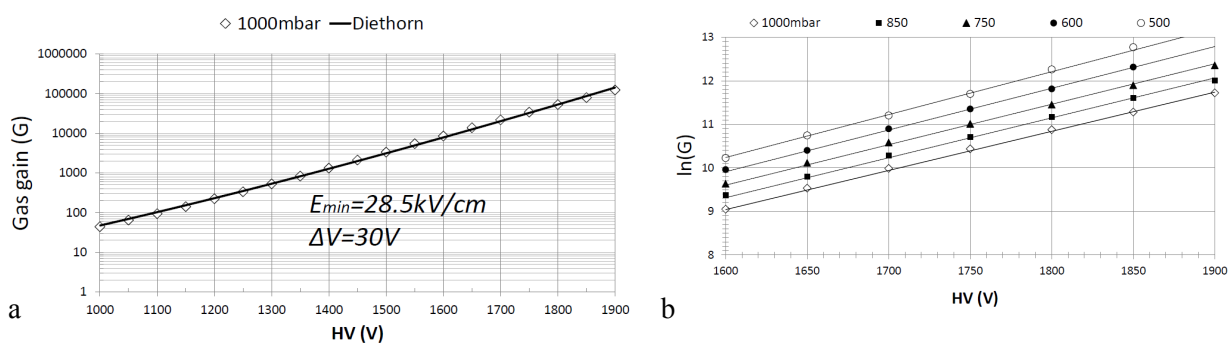 1000mbar Diethorn
Gas gain (G)
1000000
100000
10000
1000
100
10
1
E_min=28.5kV/cm
ΔV=30V
1000 1100 1200 1300 1400 1500 1600 1700 1800 1900
HV (V)
a
1000mbar 850 750 600 500
ln(G)
13
12
11
10
9
8
1600 1650 1700 1750 1800 1850 1900
HV (V)
b